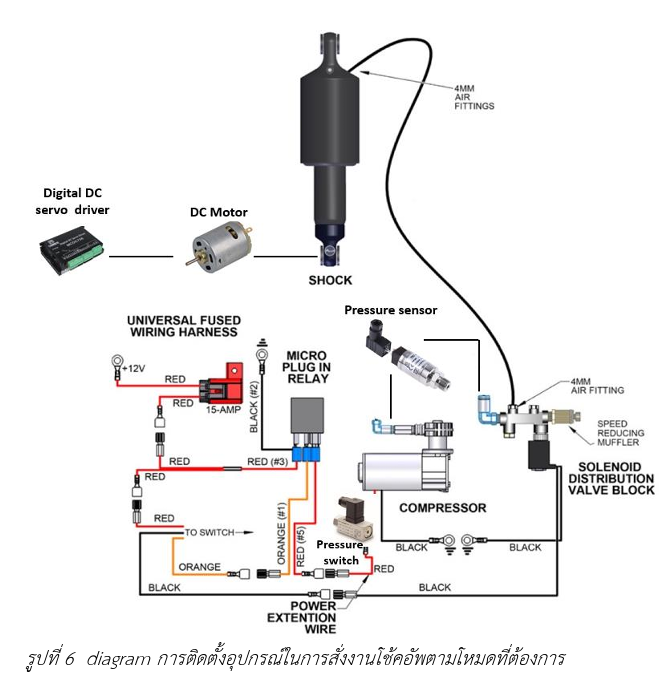 4MM
AIR
FITTINGS
Digital DC
servo driver
DC Motor
SHOCK
Pressure sensor
UNIVERSAL FUSED
WIRING HARNESS
MICRO
PLUG IN
RELAY
+12V
RED
RED
15-AMP
BLACK (#2)
4MM
AIR FITTING
SPEED
REDUCING
MUFFLER
RED
RED (#3)
RED
SOLENOID
DISTRIBUTION
VALVE BLOCK
COMPRESSOR
RED
TO SWITCH
ORANGE (#1)
RED (#5)
Pressure
switch
BLACK
BLACK
ORANGE
RED
BLACK
BLACK
POWER
EXTENTION
WIRE
รูปที่ 6 diagram การติดตั้งอุปกรณ์ในการสั่งงานโช้คอัพตามโหมดที่ต้องการ